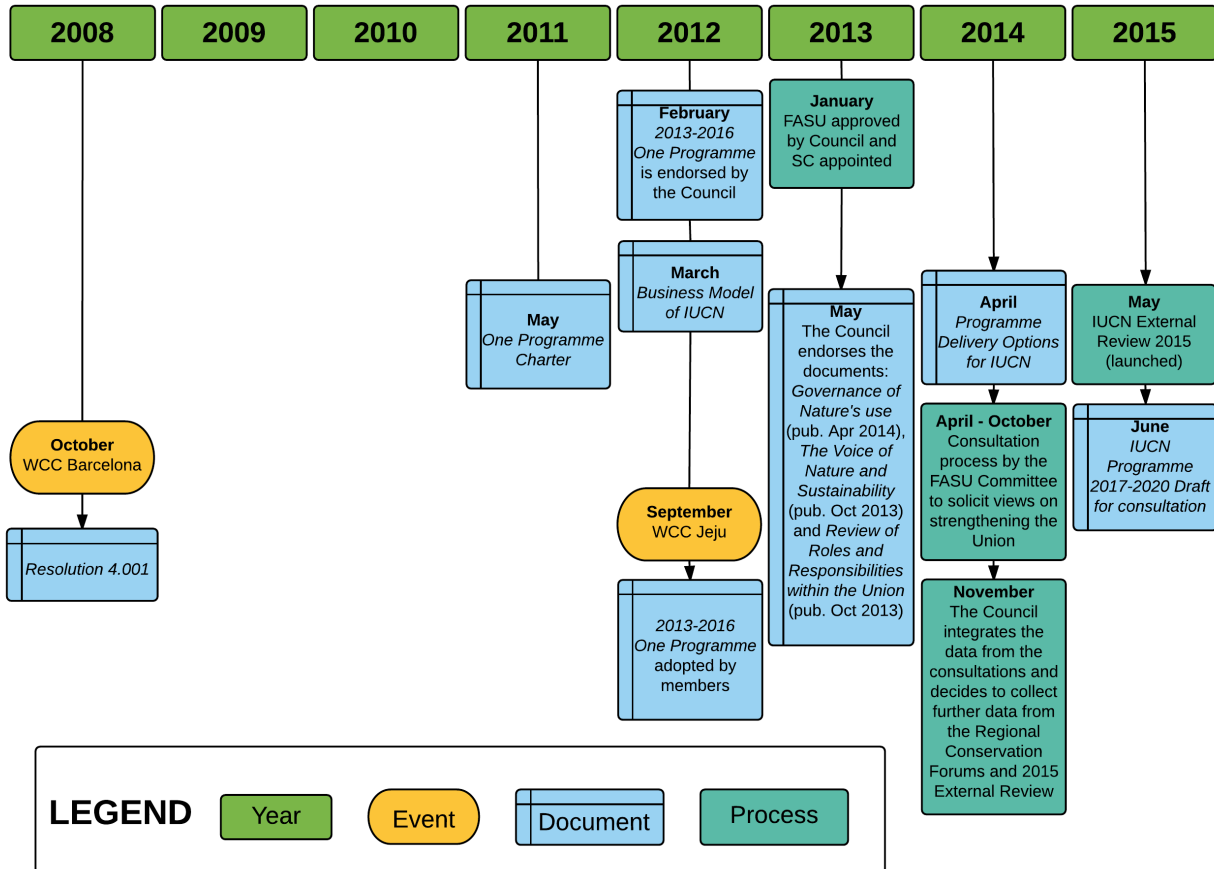 2008
2009
2010
2011
2012
2013
2014
2015
October
WCC Barcelona
Resolution 4.001
May
One Programme
Charter
February
2013-2016
One Programme
is endorsed by
the Council
March
Business Model
of IUCN
September
WCC Jeju
2013-2016
One Programme
adopted by
members
January
FASU approved
by Council and
SC appointed
May
The Council
endorses the
documents:
Governance of
Nature's use
(pub. Apr 2014),
The Voice of
Nature and
Sustainability
(pub. Oct 2013)
and Review of
Roles and
Responsibilities
within the Union
(pub. Oct 2013)
April
Programme
Delivery Options
for IUCN
April - October
Consultation
process by the
FASU Committee
to solicit views on
strengthening the
Union
November
The Council
integrates the
data from the
consultations and
decides to collect
further data from
the Regional
Conservation
Forums and 2015
External Review
May
IUCN External
Review 2015
(launched)
June
IUCN
Programme
2017-2020 Draft
for consultation
LEGEND
Year
Event
Document
Process